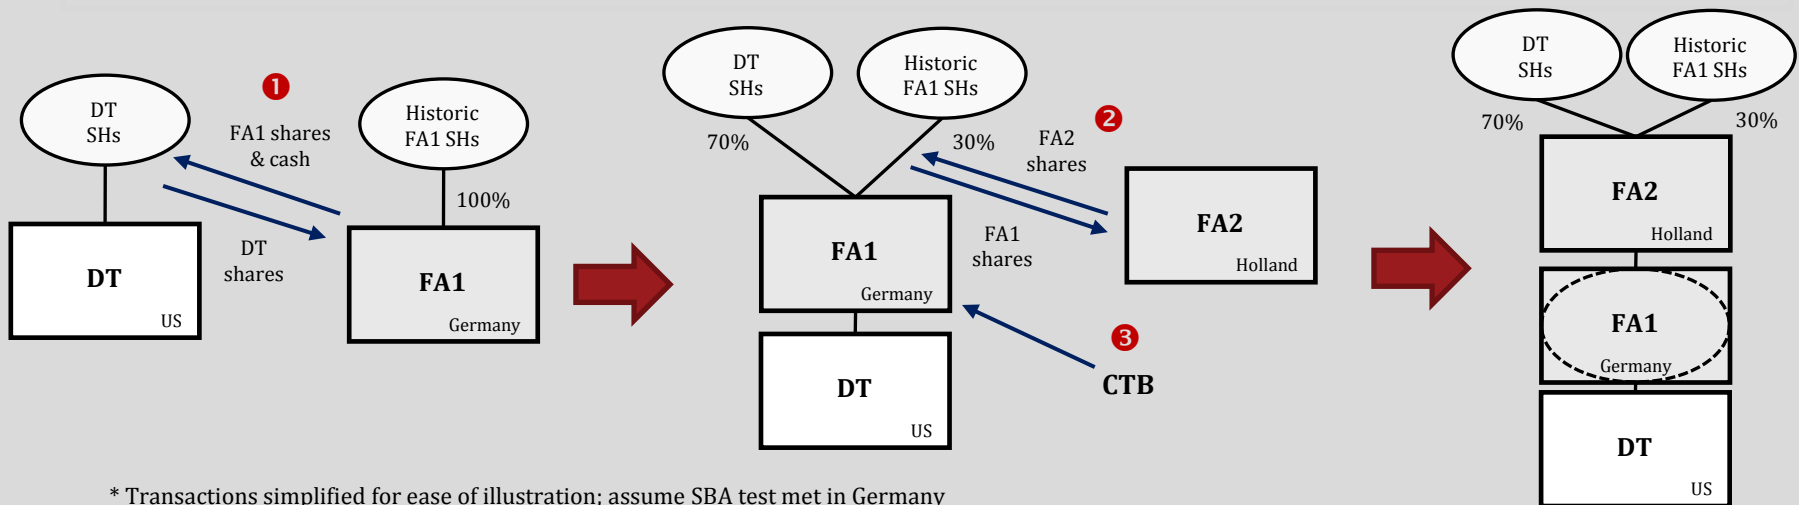 DT
SHs
❶
FA1 shares
& cash
Historic
FA1 SHs
100%
DT
shares
DT
US
FA1
Germany
DT
SHs
Historic
FA1 SHs
70%
30%
❷
FA2
shares
FA1
Germany
FA1
shares
FA2
Holland
❸
CTB
DT
US
DT
SHs
Historic
FA1 SHs
70%
30%
FA2
Holland
FA1
Germany
DT
US
* Transactions simplified for ease of illustration; assume SBA test met in Germany